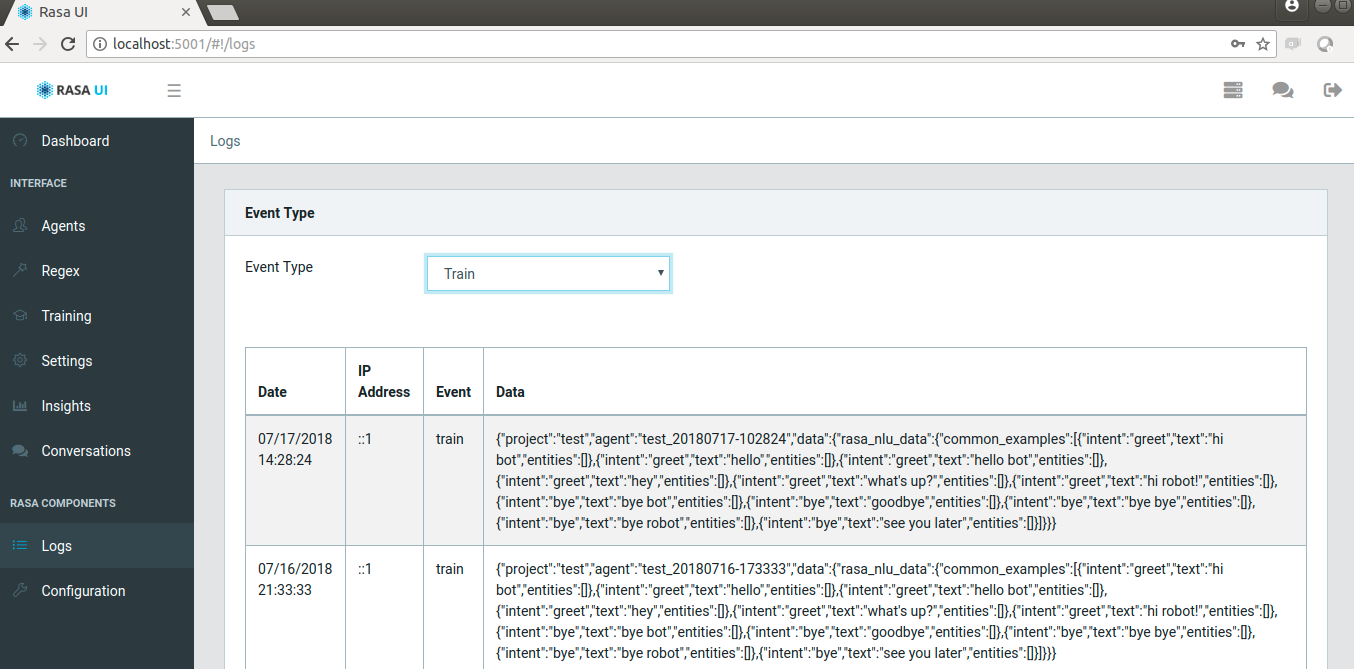 Rasa UI
localhost:5001/#!/logs
RASA UI
Dashboard
INTERFACE
Agents
Regex
Training
Settings
Insights
Conversations
RASA COMPONENTS
Logs
Configuration
Logs
Event Type
Event Type
Train
Date
IP
Address
Event
Data
07/17/2018
14:28:24
::1
train
{"project":"test","agent":"test_20180717-102824","data":{"rasa_nlu_data":{"common_examples":[{"intent":"greet","text":"hi
bot","entities":[]},{"intent":"greet","text":"hello","entities":[]},{"intent":"greet","text":"hello bot","entities":[]},
{"intent":"greet","text":"hey","entities":[]},{"intent":"greet","text":"what's up?","entities":[]},{"intent":"greet","text":"hi robot!","entities":[]},
{"intent":"bye","text":"bye bot","entities":[]},{"intent":"bye","text":"goodbye","entities":[]},{"intent":"bye","text":"bye bye","entities":[]},
{"intent":"bye","text":"bye robot","entities":[]},{"intent":"bye","text":"see you later","entities":[]}]}}}
07/16/2018
21:33:33
::1
train
{"project":"test","agent":"test_20180716-173333","data":{"rasa_nlu_data":{"common_examples":[{"intent":"greet","text":"hi
bot","entities":[]},{"intent":"greet","text":"hello","entities":[]},{"intent":"greet","text":"hello bot","entities":[]},
{"intent":"greet","text":"hey","entities":[]},{"intent":"greet","text":"what's up?","entities":[]},{"intent":"greet","text":"hi robot!","entities":[]},
{"intent":"bye","text":"bye bot","entities":[]},{"intent":"bye","text":"goodbye","entities":[]},{"intent":"bye","text":"bye bye","entities":[]},
{"intent":"bye","text":"bye robot","entities":[]},{"intent":"bye","text":"see you later","entities":[]}]}}}